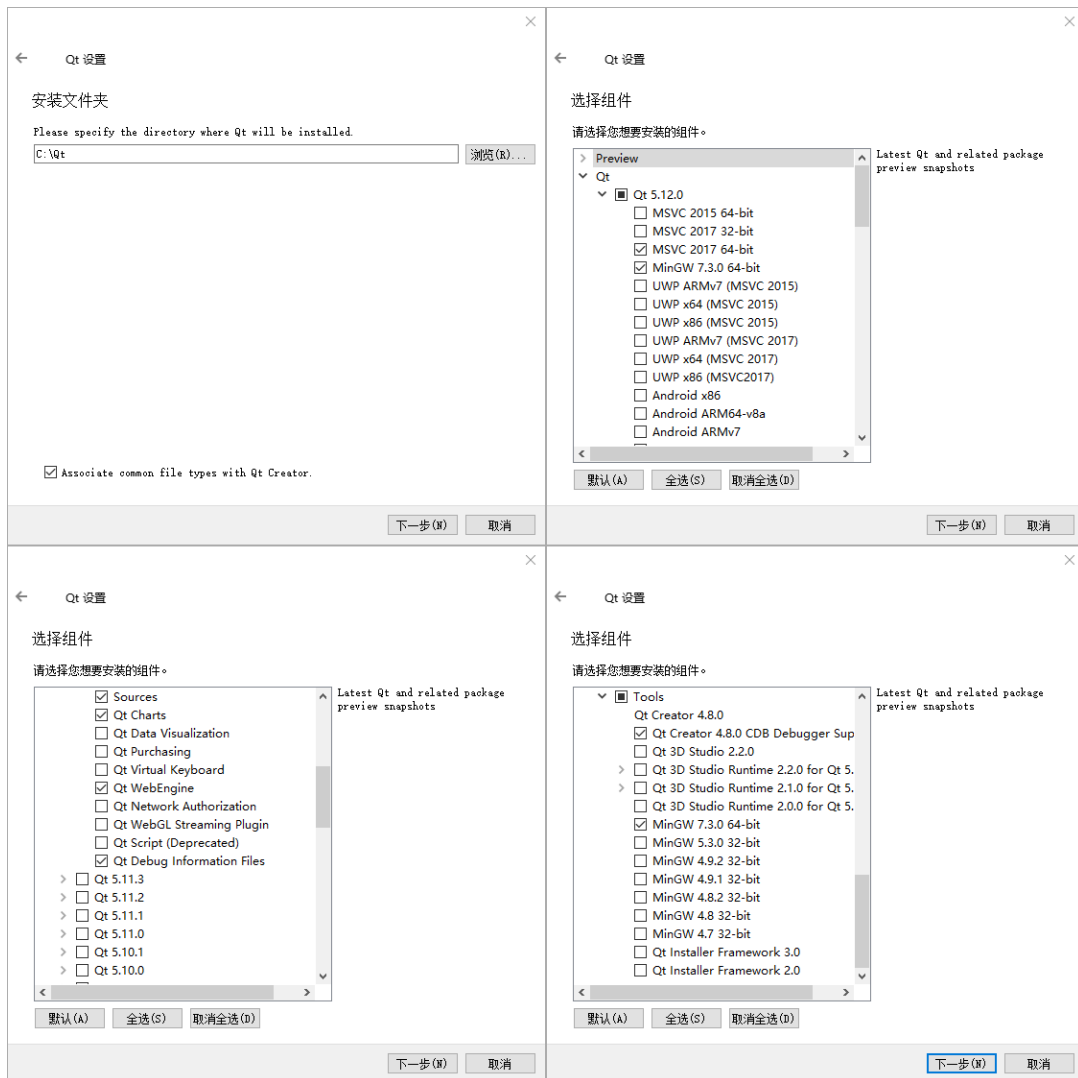 Qt 设置
安装文件夹
Please specify the directory where Qt will be installed.
C:\Qt
浏览(R)...
Associate common file types with Qt Creator.
下一步(N)
取消
Qt 设置
选择组件
请选择您想要安装的组件。
Preview
Qt
Qt 5.12.0
MSVC 2015 64-bit
MSVC 2017 32-bit
MSVC 2017 64-bit
MinGW 7.3.0 64-bit
UWP ARMv7 (MSVC 2015)
UWP x64 (MSVC 2015)
UWP x86 (MSVC 2015)
UWP ARMv7 (MSVC 2017)
UWP x64 (MSVC 2017)
UWP x86 (MSVC2017)
Android x86
Android ARM64-v8a
Android ARMv7
Latest Qt and related package
preview snapshots
默认(A)
全选(S)
取消全选(D)
下一步(N)
取消
Qt 设置
选择组件
请选择您想要安装的组件。
Sources
Qt Charts
Qt Data Visualization
Qt Purchasing
Qt Virtual Keyboard
Qt WebEngine
Qt Network Authorization
Qt WebGL Streaming Plugin
Qt Script (Deprecated)
Qt Debug Information Files
Qt 5.11.3
Qt 5.11.2
Qt 5.11.1
Qt 5.11.0
Qt 5.10.1
Qt 5.10.0
Latest Qt and related package
preview snapshots
默认(A)
全选(S)
取消全选(D)
下一步(N)
取消
Qt 设置
选择组件
请选择您想要安装的组件。
Tools
Qt Creator 4.8.0
Qt Creator 4.8.0 CDB Debugger Sup
Qt 3D Studio 2.2.0
Qt 3D Studio Runtime 2.2.0 for Qt 5.
Qt 3D Studio Runtime 2.1.0 for Qt 5.
Qt 3D Studio Runtime 2.0.0 for Qt 5.
MinGW 7.3.0 64-bit
MinGW 5.3.0 32-bit
MinGW 4.9.2 32-bit
MinGW 4.9.1 32-bit
MinGW 4.8.2 32-bit
MinGW 4.8 32-bit
MinGW 4.7 32-bit
Qt Installer Framework 3.0
Qt Installer Framework 2.0
Latest Qt and related package
preview snapshots
默认(A)
全选(S)
取消全选(D)
下一步(N)
取消